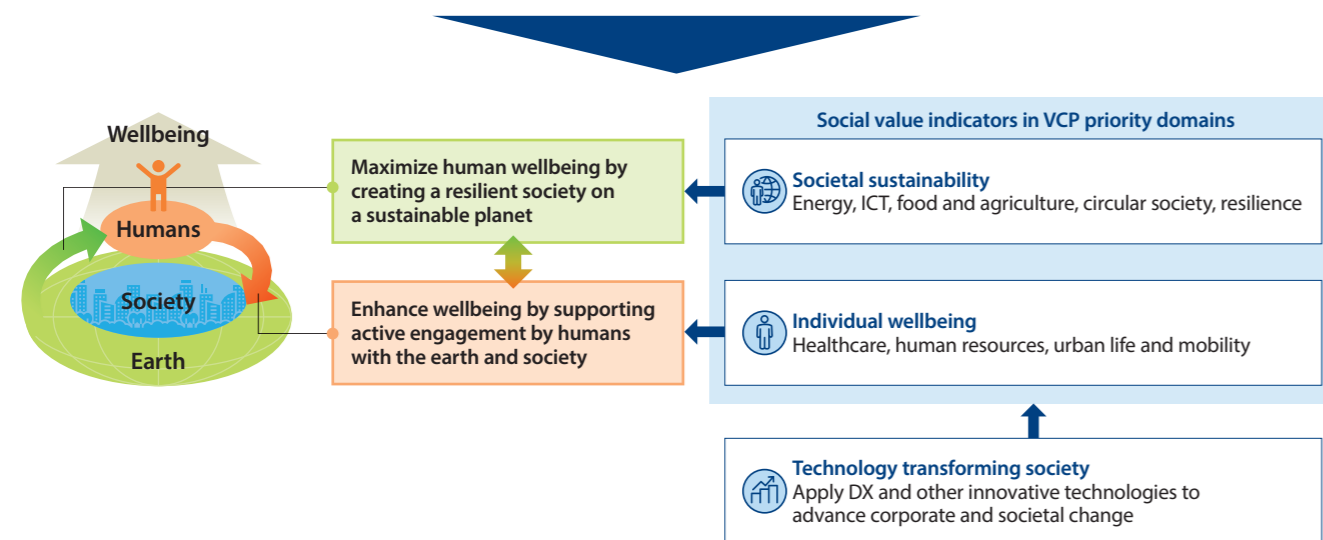 Wellbeing
Humans
Society
Earth
Maximize human wellbeing by
creating a resilient society on
a sustainable planet
Enhance wellbeing by supporting
active engagement by humans
with the earth and society
Social value indicators in VCP priority domains
Societal sustainability
Energy, ICT, food and agriculture, circular society, resilience
Individual wellbeing
Healthcare, human resources, urban life and mobility
Technology transforming society
Apply DX and other innovative technologies to
advance corporate and societal change